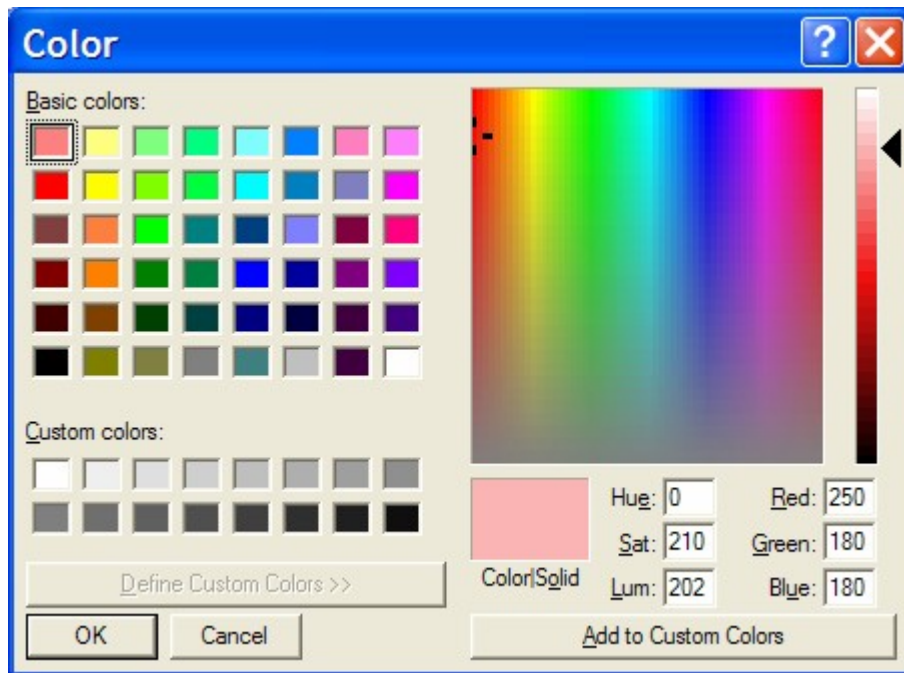 Color
Basic colors:
Custom colors:
Define Custom Colors >>
OK Cancel
Color|Solid
Hue: 0 Red: 250
Sat: 210 Green: 180
Lum: 202 Blue: 180
Add to Custom Colors